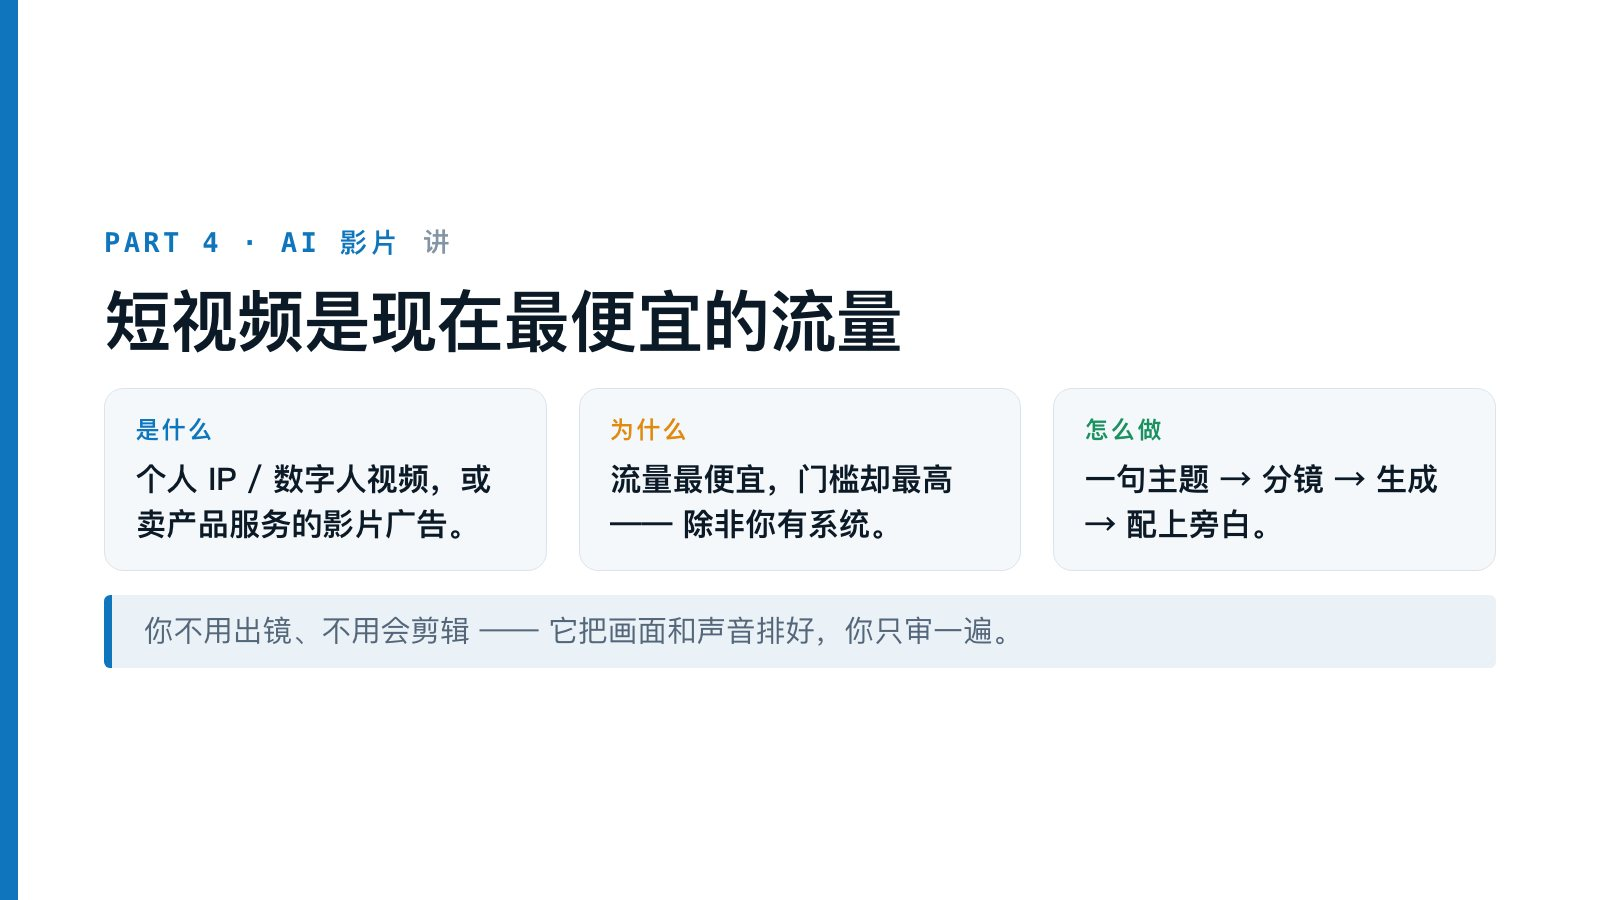 PART 4 · AI 影片 讲
短视频是现在最便宜的流量
是什么
个人 IP / 数字人视频，或
卖产品服务的影片广告。
为什么
流量最便宜，门槛却最高
—— 除非你有系统。
怎么做
一句主题 → 分镜 → 生成
→ 配上旁白。
你不用出镜、不用会剪辑 —— 它把画面和声音排好，你只审一遍。